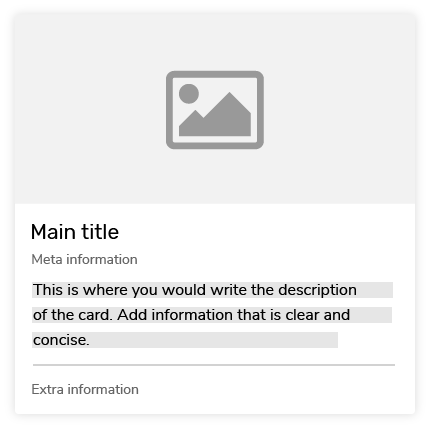 Main title
Meta information
This is where you would write the description
of the card. Add information that is clear and
concise.
Extra information